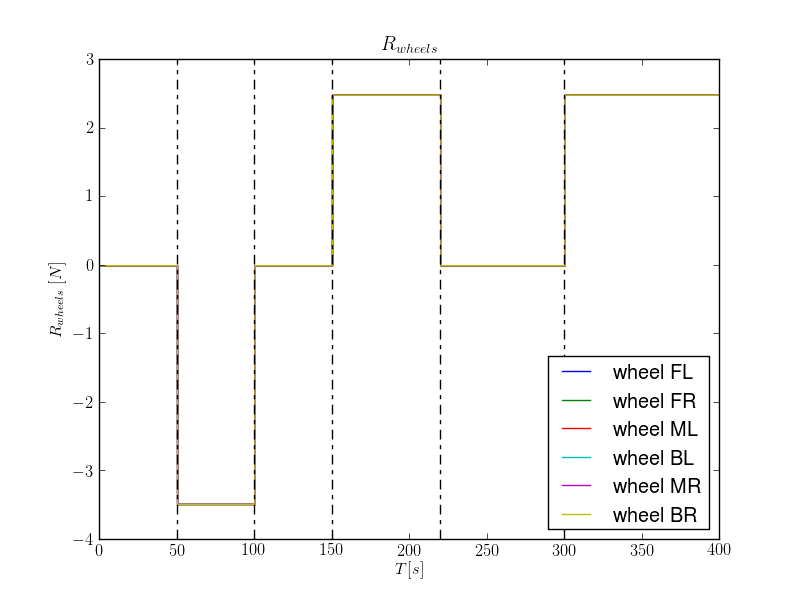 R_wheels
3
2
1
0
−1
−2
−3
−4
R_wheels [N]
wheel FL
wheel FR
wheel ML
wheel BL
wheel MR
wheel BR
0 50 100 150 200 250 300 350 400
T[s]